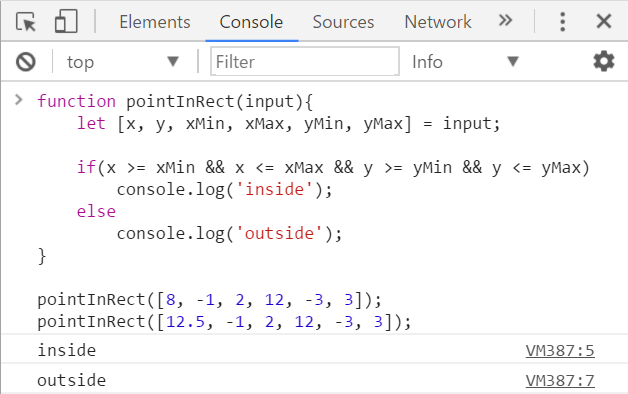 Elements Console Sources Network »
top Filter Info
> function pointInRect(input){
    let [x, y, xMin, xMax, yMin, yMax] = input;

    if(x >= xMin && x <= xMax && y >= yMin && y <= yMax)
        console.log('inside');
    else
        console.log('outside');
}

pointInRect([8, -1, 2, 12, -3, 3]);
pointInRect([12.5, -1, 2, 12, -3, 3]);
inside VM387:5
outside VM387:7